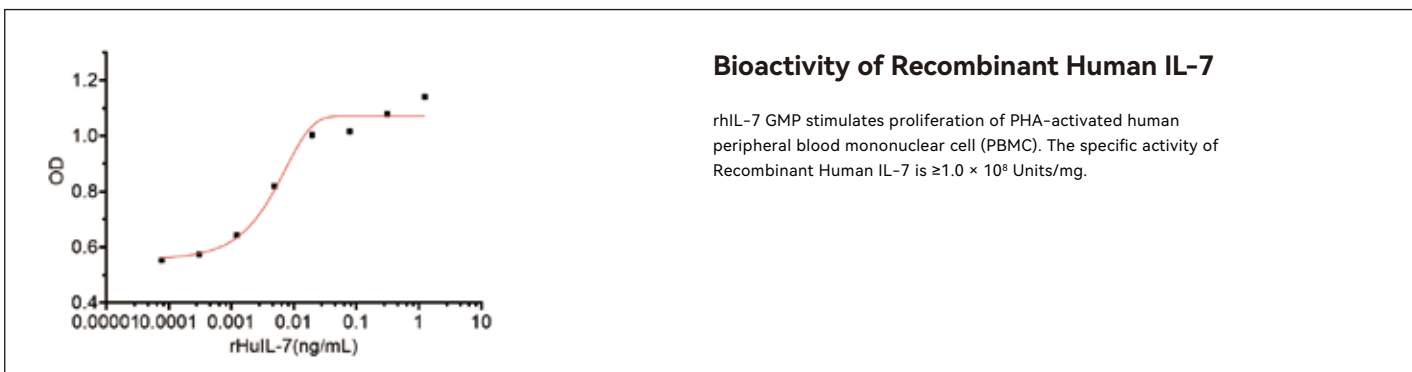 1.2
1.0
0.8
0.6
0.4
OD
0.00001 0.0001 0.001 0.01 0.1 1 10
rHuIL-7(ng/mL)
Bioactivity of Recombinant Human IL-7
rhIL-7 GMP stimulates proliferation of PHA-activated human
peripheral blood mononuclear cell (PBMC). The specific activity of
Recombinant Human IL-7 is ≥1.0 × 10⁸ Units/mg.